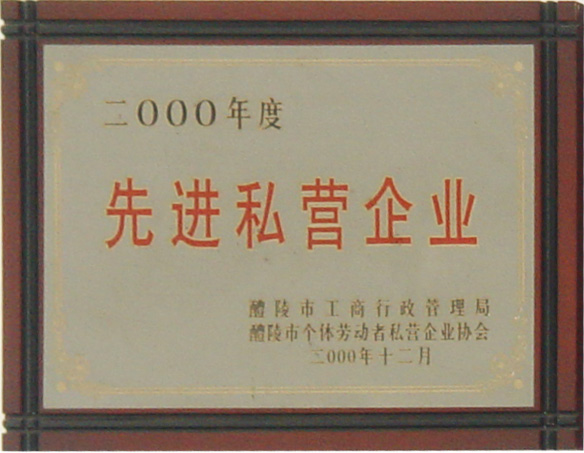 二000年度
先进私营企业
醴陵市工商行政管理局
醴陵市个体劳动者私营企业协会
二000年十二月